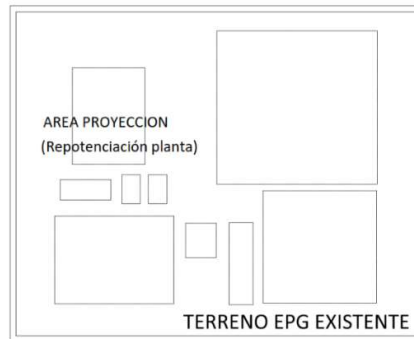 AREA PROYECCION
(Repotenciación planta)
TERRENO EPG EXISTENTE